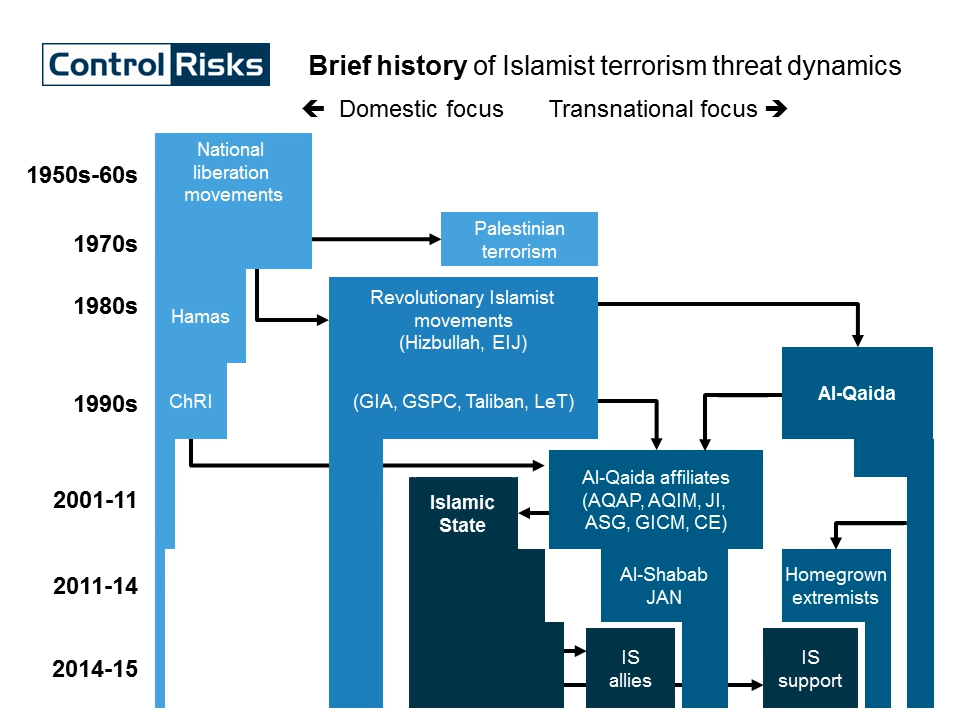 Control Risks
Brief history of Islamist terrorism threat dynamics
🡸 Domestic focus Transnational focus 🡺
1950s-60s
National
liberation
movements
1970s
Palestinian
terrorism
1980s
Hamas
Revolutionary Islamist
movements
(Hizbullah, EIJ)
1990s
ChRI
(GIA, GSPC, Taliban, LeT)
Al-Qaida
2001-11
Islamic
State
Al-Qaida affiliates
(AQAP, AQIM, JI,
ASG, GICM, CE)
2011-14
Al-Shabab
JAN
Homegrown
extremists
2014-15
IS
allies
IS
support